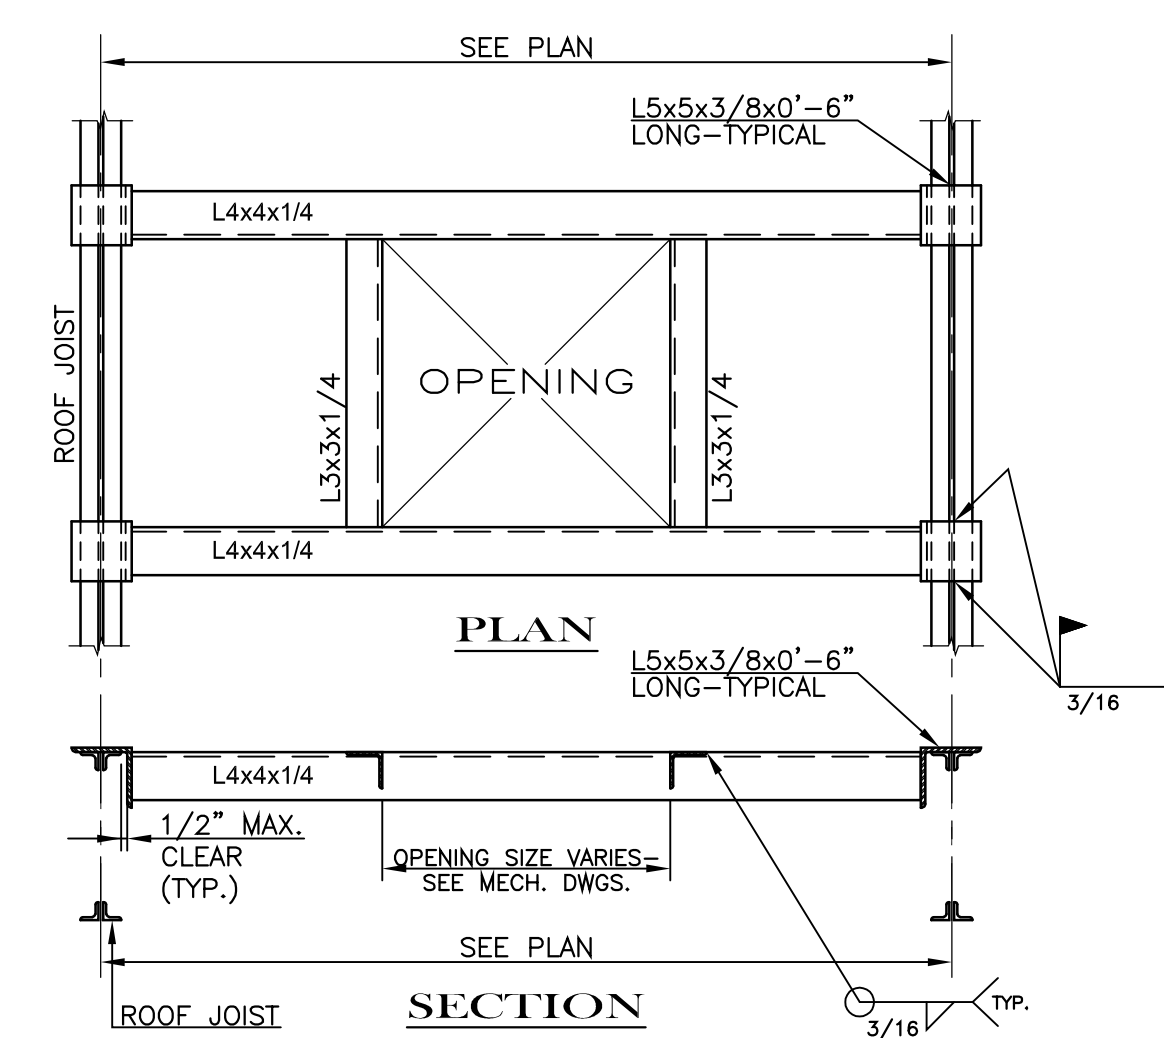 SEE PLAN
L5x5x3/8x0'-6"
LONG-TYPICAL
L4x4x1/4
ROOF JOIST
L3x3x1/4
OPENING
L3x3x1/4
L4x4x1/4
PLAN
3/16
L5x5x3/8x0'-6"
LONG-TYPICAL
L4x4x1/4
1/2" MAX.
CLEAR
(TYP.)
OPENING SIZE VARIES-
SEE MECH. DWGS.
SEE PLAN
ROOF JOIST
SECTION
3/16
TYP.